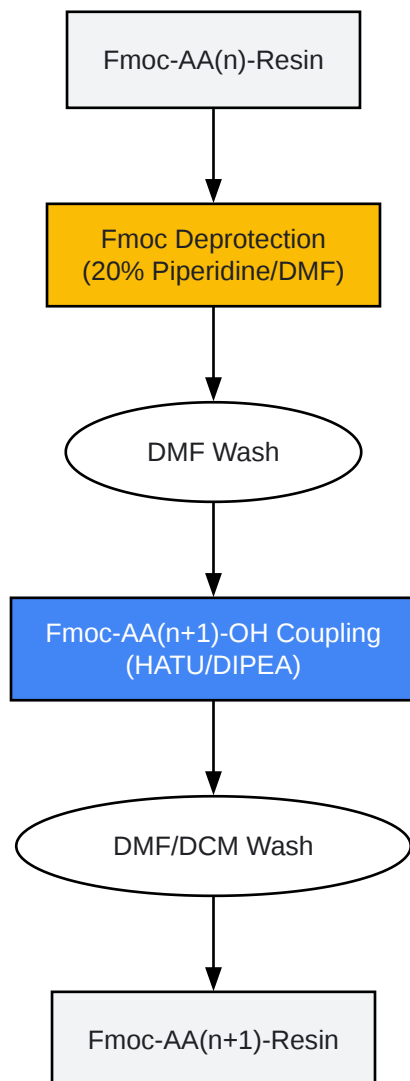 Fmoc-AA(n)-Resin
Fmoc Deprotection
(20% Piperidine/DMF)
DMF Wash
Fmoc-AA(n+1)-OH Coupling
(HATU/DIPEA)
DMF/DCM Wash
Fmoc-AA(n+1)-Resin